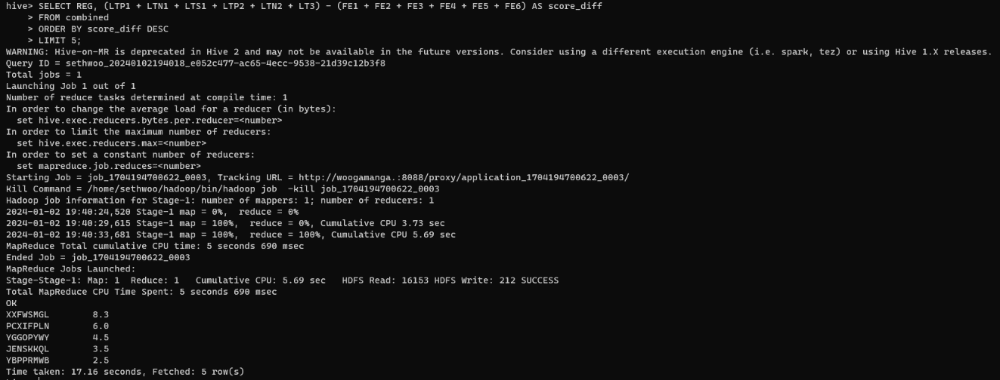 hive> SELECT REG, (LTP1 + LTN1 + LTS1 + LTP2 + LTN2 + LT3) - (FE1 + FE2 + FE3 + FE4 + FE5 + FE6) AS score_diff
    > FROM combined
    > ORDER BY score_diff DESC
    > LIMIT 5;
WARNING: Hive-on-MR is deprecated in Hive 2 and may not be available in the future versions. Consider using a different execution engine (i.e. spark, tez) or using Hive 1.X releases.
Query ID = sethwoo_20240102194018_e052c477-ac65-4ecc-9538-21d39c12b3f8
Total jobs = 1
Launching Job 1 out of 1
Number of reduce tasks determined at compile time: 1
In order to change the average load for a reducer (in bytes):
  set hive.exec.reducers.bytes.per.reducer=<number>
In order to limit the maximum number of reducers:
  set hive.exec.reducers.max=<number>
In order to set a constant number of reducers:
  set mapreduce.job.reduces=<number>
Starting Job = job_1704194700622_0003, Tracking URL = http://woogamanga.:8088/proxy/application_1704194700622_0003/
Kill Command = /home/sethwoo/hadoop/bin/hadoop job  -kill job_1704194700622_0003
Hadoop job information for Stage-1: number of mappers: 1; number of reducers: 1
2024-01-02 19:40:24,520 Stage-1 map = 0%,  reduce = 0%
2024-01-02 19:40:29,615 Stage-1 map = 100%,  reduce = 0%, Cumulative CPU 3.73 sec
2024-01-02 19:40:33,681 Stage-1 map = 100%,  reduce = 100%, Cumulative CPU 5.69 sec
MapReduce Total cumulative CPU time: 5 seconds 690 msec
Ended Job = job_1704194700622_0003
MapReduce Jobs Launched:
Stage-Stage-1: Map: 1  Reduce: 1   Cumulative CPU: 5.69 sec   HDFS Read: 16153 HDFS Write: 212 SUCCESS
Total MapReduce CPU Time Spent: 5 seconds 690 msec
OK
XXFWSMGL        8.3
PCXIFPLN        6.0
YGGOPYWY        4.5
JENSKKQL        3.5
YBPPRMWB        2.5
Time taken: 17.16 seconds, Fetched: 5 row(s)